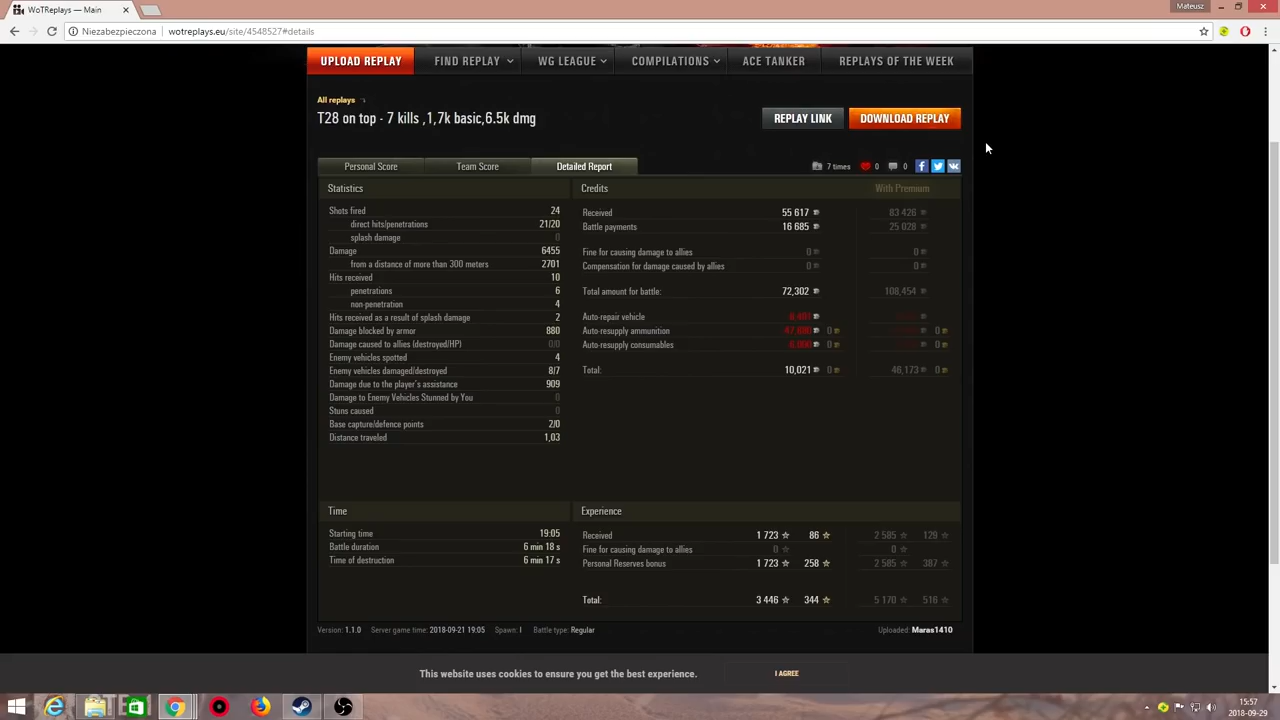 WoTReplays — Main
Mateusz
Niezabezpieczona
wotreplays.eu/site/4548527#details
UPLOAD REPLAY
FIND REPLAY
WG LEAGUE
COMPILATIONS
ACE TANKER
REPLAYS OF THE WEEK
All replays
T28 on top - 7 kills ,1,7k basic,6.5k dmg
REPLAY LINK
DOWNLOAD REPLAY
Personal Score
Team Score
Detailed Report
7 times
0
0
Statistics
Shots fired 24
direct hits/penetrations 21/20
splash damage 0
Damage 6455
from a distance of more than 300 meters 2701
Hits received 10
penetrations 6
non-penetration 4
Hits received as a result of splash damage 2
Damage blocked by armor 880
Damage caused to allies (destroyed/HP) 0/0
Enemy vehicles spotted 4
Enemy vehicles damaged/destroyed 8/7
Damage due to the player's assistance 909
Damage to Enemy Vehicles Stunned by You 0
Stuns caused 0
Base capture/defence points 2/0
Distance traveled 1,03
Credits With Premium
Received 55 617 83 426
Battle payments 16 685 25 028
Fine for causing damage to allies 0 0
Compensation for damage caused by allies 0 0
Total amount for battle: 72,302 108,454
Auto-repair vehicle
Auto-resupply ammunition 0 0
Auto-resupply consumables 0 0
Total: 10,021 0 46,173 0
Time
Starting time 19:05
Battle duration 6 min 18 s
Time of destruction 6 min 17 s
Experience
Received 1 723 86 2 585 129
Fine for causing damage to allies 0 0
Personal Reserves bonus 1 723 258 2 585 387
Total: 3 446 344 5 170 516
Version: 1.1.0 Server game time: 2018-09-21 19:05 Spawn: I Battle type: Regular
Uploaded: Maras1410
This website uses cookies to ensure you get the best experience.
I AGREE
15:57
2018-09-29